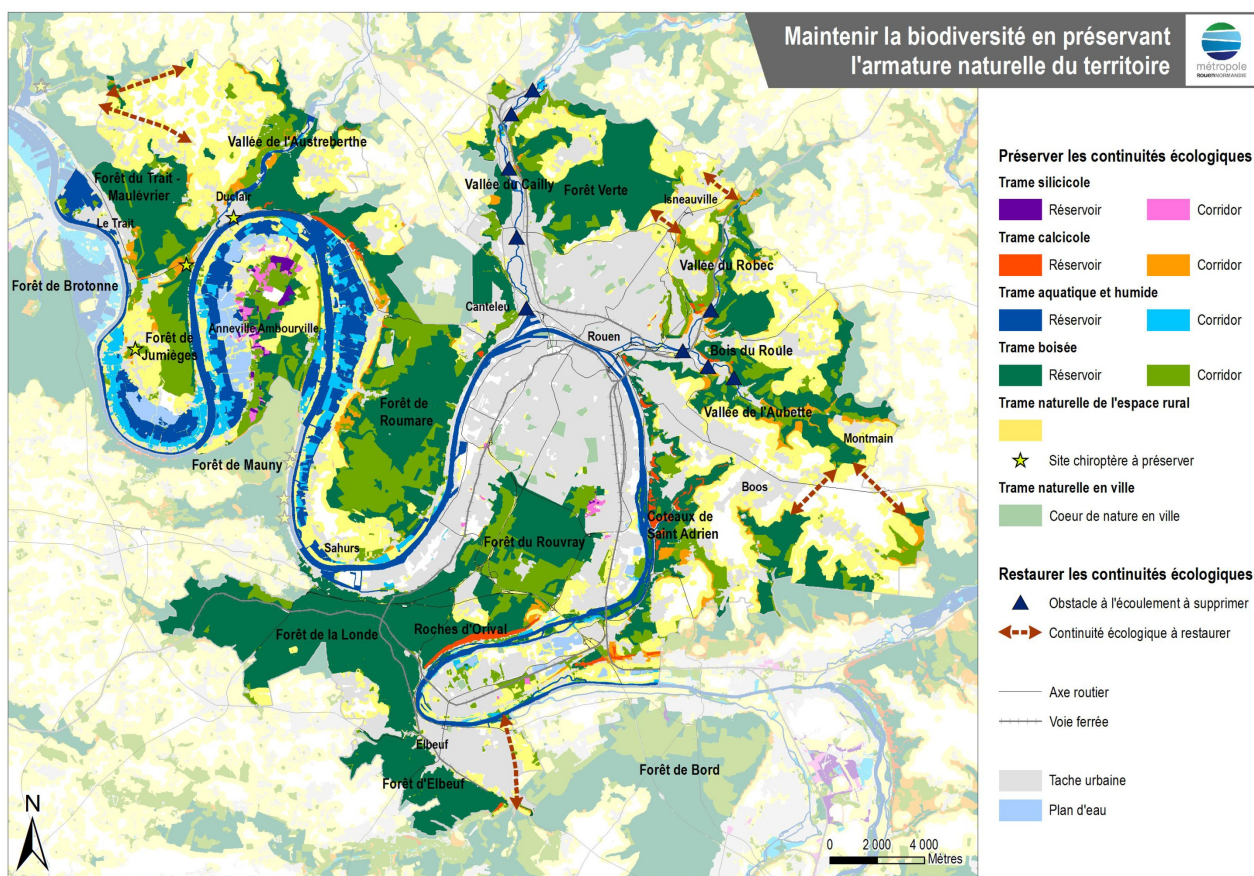 Maintenir la biodiversité en préservant
l'armature naturelle du territoire
métropole
ROUENNORMANDIE
Vallée de l'Austreberthe
Forêt du Trait -
Maulévrier
Duclair
Le Trait
Forêt de Brotonne
Anneville Ambourville
Forêt de
Jumièges
Vallée du Cailly
Forêt Verte
Isneauville
Vallée du Robec
Canteleu
Rouen
Bois du Roule
Vallée de l'Aubette
Forêt de
Roumare
Forêt de Mauny
Montmain
Boos
Coteaux de
Saint Adrien
Sahurs
Forêt du Rouvray
Forêt de la Londe
Roches d'Orival
Elbeuf
Forêt d'Elbeuf
Forêt de Bord
N
0 2 000 4 000
Mètres
Préserver les continuités écologiques
Trame silicicole
Réservoir Corridor
Trame calcicole
Réservoir Corridor
Trame aquatique et humide
Réservoir Corridor
Trame boisée
Réservoir Corridor
Trame naturelle de l'espace rural
Site chiroptère à préserver
Trame naturelle en ville
Coeur de nature en ville
Restaurer les continuités écologiques
Obstacle à l'écoulement à supprimer
Continuité écologique à restaurer
Axe routier
Voie ferrée
Tache urbaine
Plan d'eau